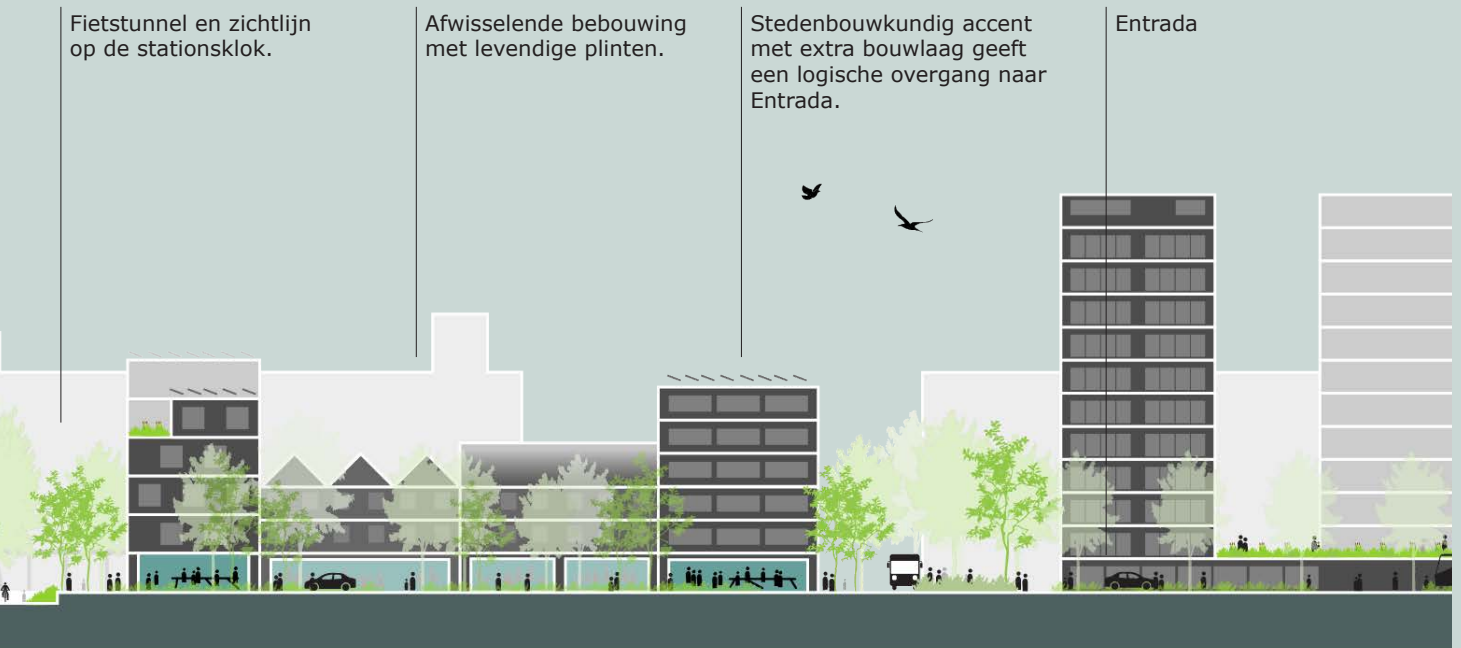 Fietstunnel en zichtlijn
op de stationsklok.
Afwisselende bebouwing
met levendige plinten.
Stedenbouwkundig accent
met extra bouwlaag geeft
een logische overgang naar
Entrada.
Entrada